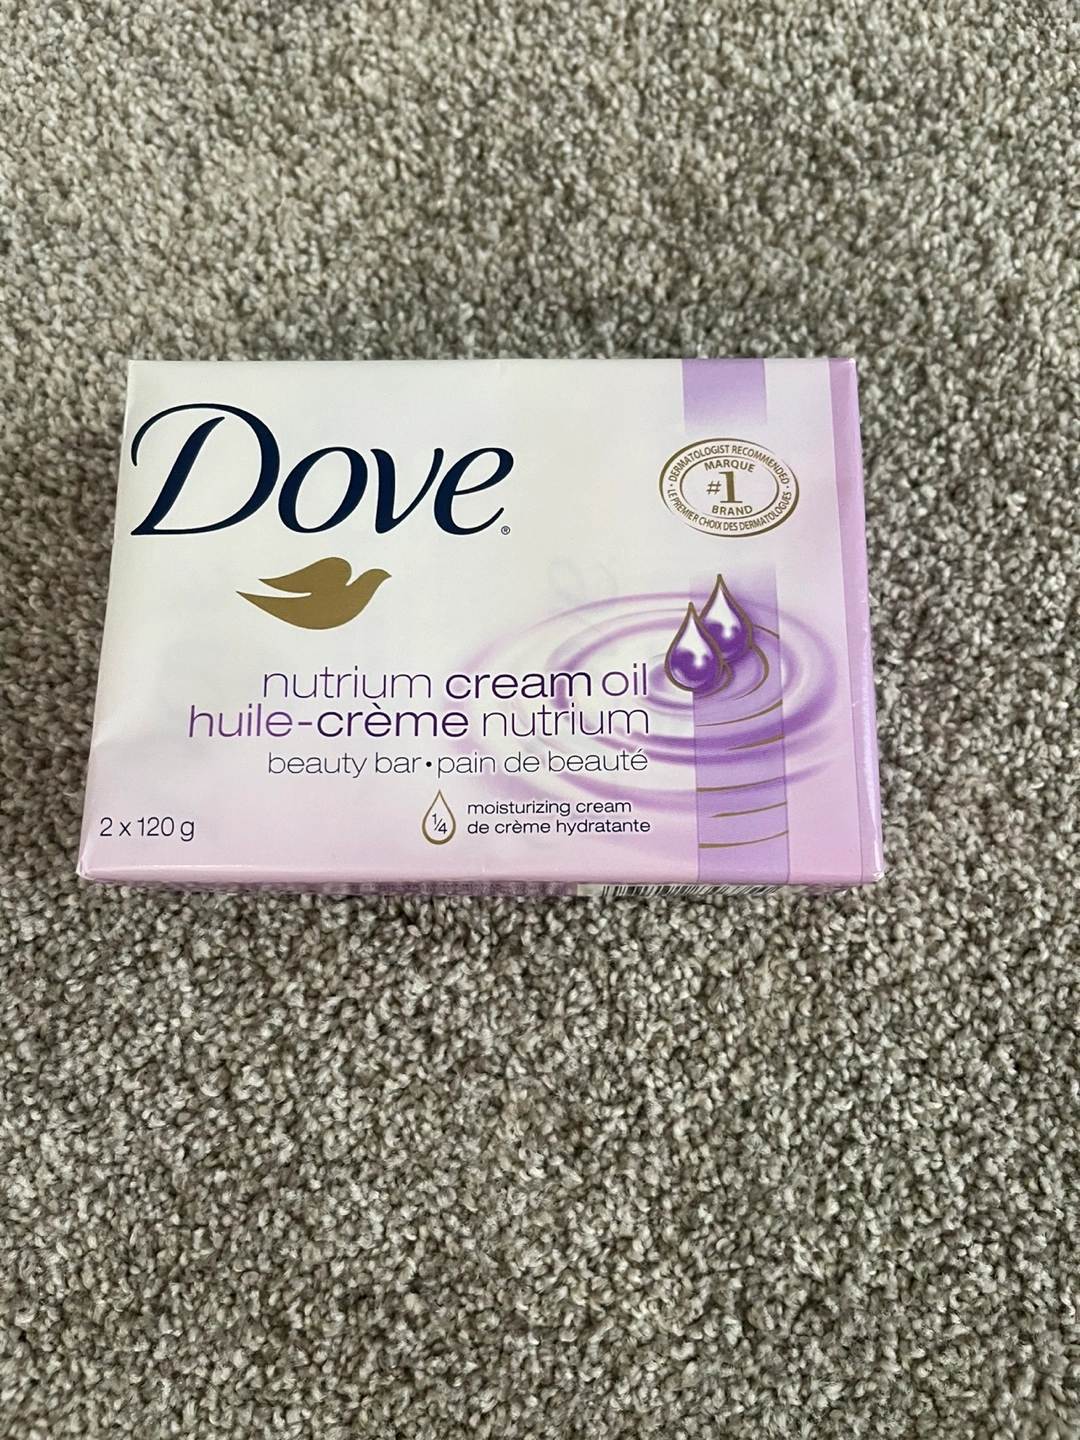 Dove®
DERMATOLOGIST RECOMMENDED
MARQUE
#1
BRAND
LE PREMIER CHOIX DES DERMATOLOGUES
nutrium cream oil
huile-crème nutrium
beauty bar • pain de beauté
1/4
moisturizing cream
de crème hydratante
2 x 120 g